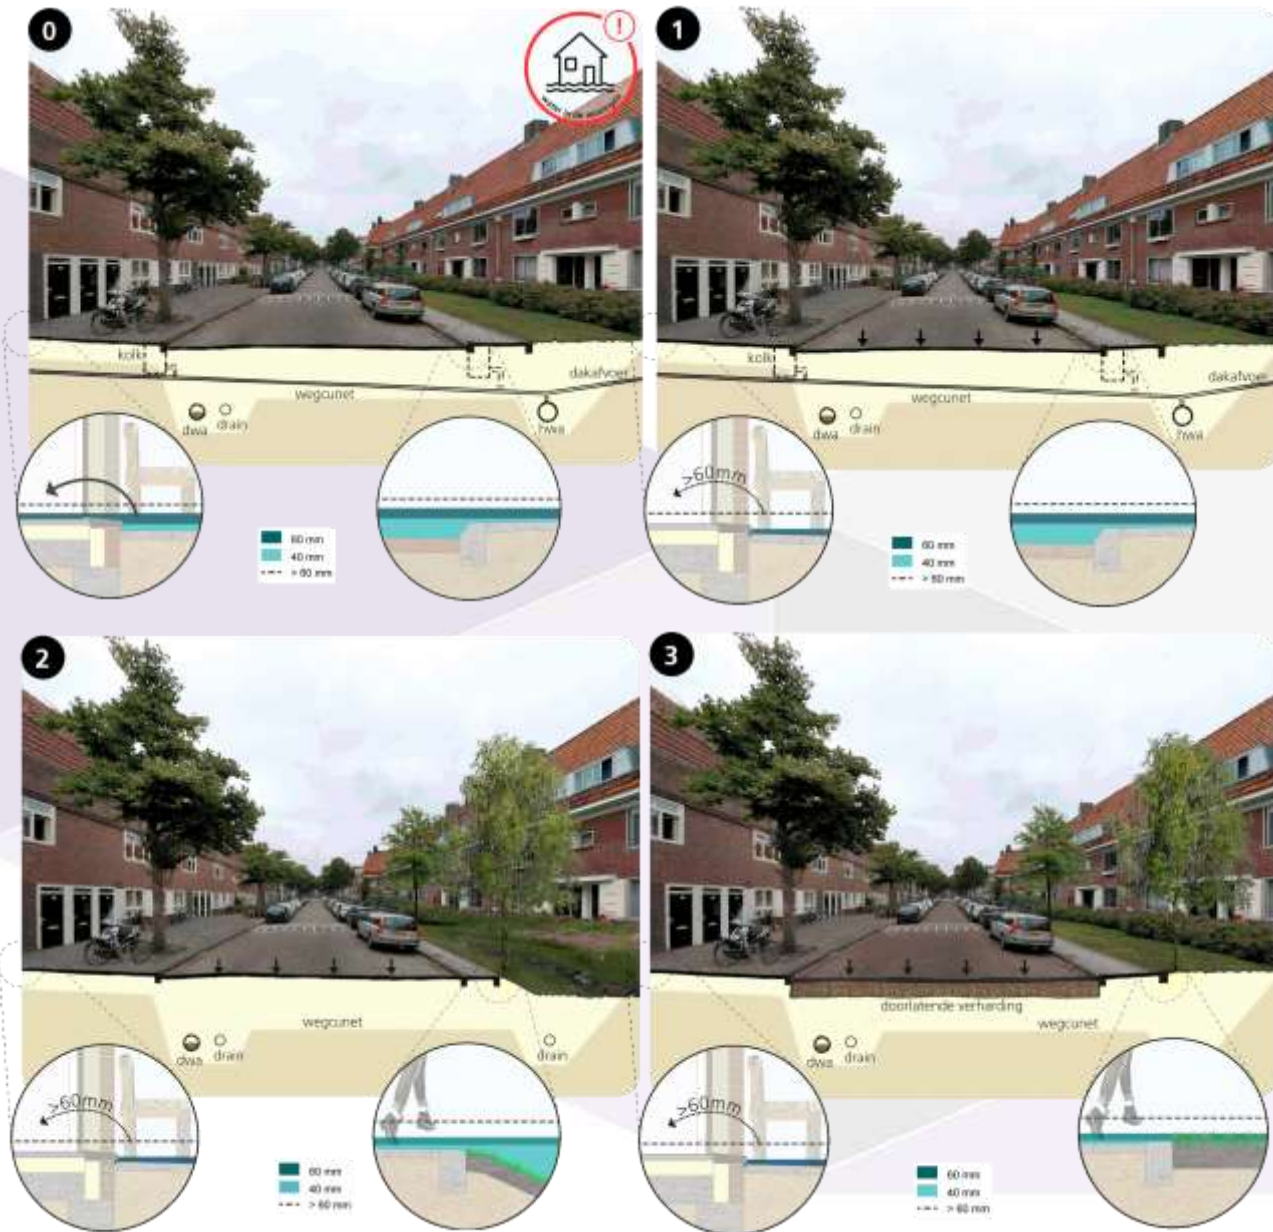 0
!
kolk
dakafvoer
wegcunet
dwa
drain
hwa
60 mm
40 mm
> 60 mm
1
kolk
dakafvoer
wegcunet
dwa
drain
hwa
>60mm
60 mm
40 mm
> 60 mm
2
wegcunet
dwa
drain
drain
>60mm
60 mm
40 mm
> 60 mm
3
doorlatende verharding
wegcunet
dwa
drain
>60mm
60 mm
40 mm
> 60 mm